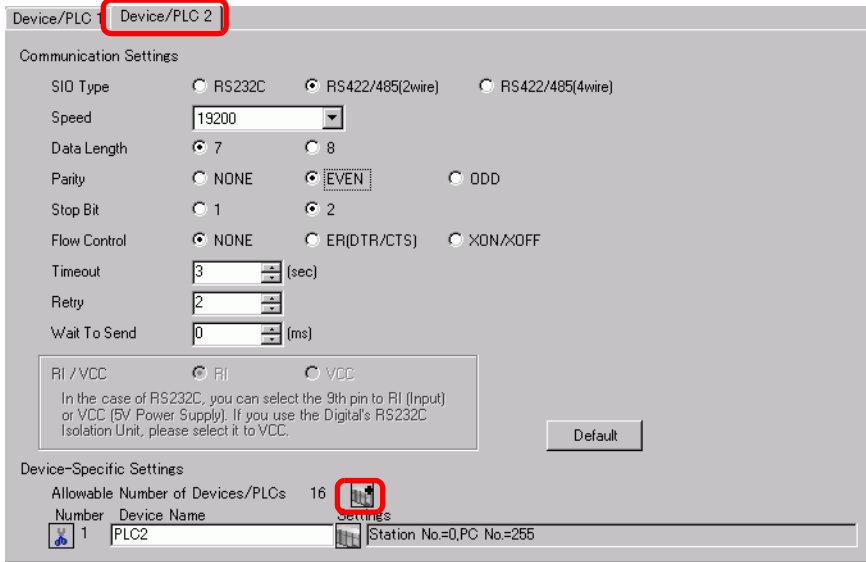 Device/PLC 1 Device/PLC 2
Communication Settings
SIO Type RS232C RS422/485(2wire) RS422/485(4wire)
Speed 19200
Data Length 7 8
Parity NONE EVEN ODD
Stop Bit 1 2
Flow Control NONE ER(DTR/CTS) XON/XOFF
Timeout 3 (sec)
Retry 2
Wait To Send 0 (ms)
RI / VCC RI VCC
In the case of RS232C, you can select the 9th pin to RI (Input)
or VCC (5V Power Supply). If you use the Digital's RS232C
Isolation Unit, please select it to VCC.
Default
Device-Specific Settings
Allowable Number of Devices/PLCs 16
Number Device Name Settings
1 PLC2 Station No.=0,PC No.=255